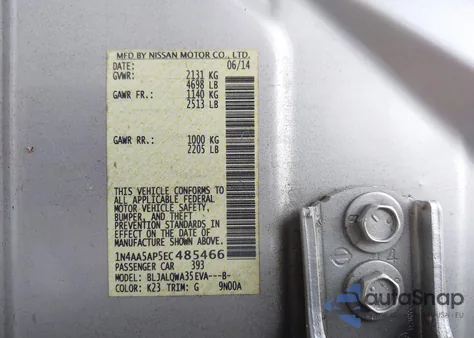 MFD BY NISSAN MOTOR CO., LTD.
DATE: 06/14
GVWR: 2131 KG
4698 LB
GAWR FR.: 1140 KG
2513 LB
GAWR RR.: 1000 KG
2205 LB
THIS VEHICLE CONFORMS TO
ALL APPLICABLE FEDERAL
MOTOR VEHICLE SAFETY,
BUMPER, AND THEFT
PREVENTION STANDARDS IN
EFFECT ON THE DATE OF
MANUFACTURE SHOWN ABOVE.
1N4AA5AP5EC485466
PASSENGER CAR 393
MODEL: BLJALQWA35EVA---B-
COLOR: K23 TRIM: G 9N00A
14
autoSnap